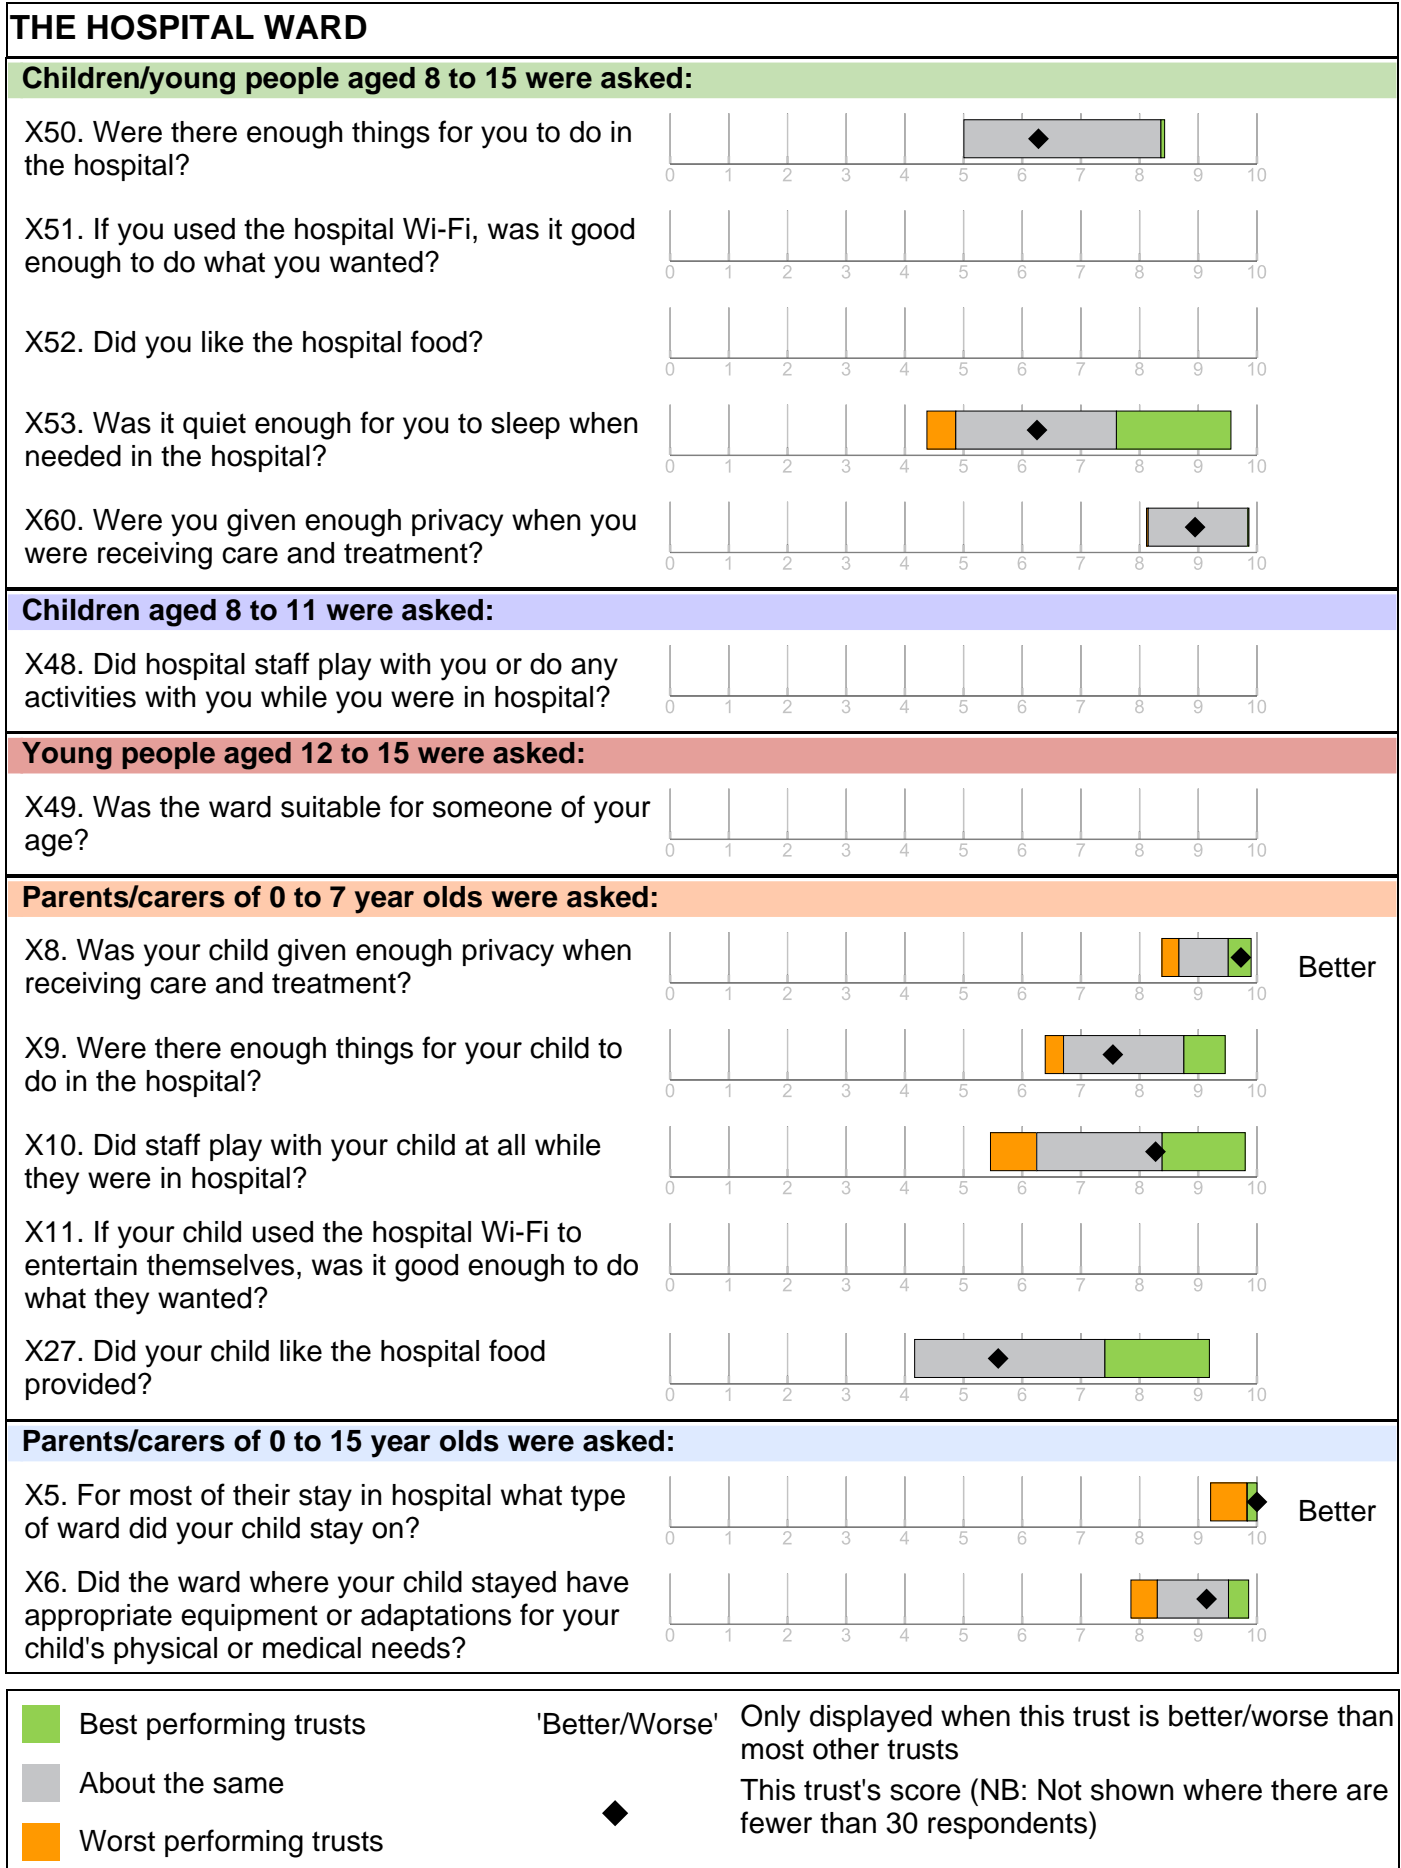 THE HOSPITAL WARD
Children/young people aged 8 to 15 were asked:
X50. Were there enough things for you to do in
the hospital?
0 1 2 3 4 5 6 7 8 9 10
X51. If you used the hospital Wi-Fi, was it good
enough to do what you wanted?
0 1 2 3 4 5 6 7 8 9 10
X52. Did you like the hospital food?
0 1 2 3 4 5 6 7 8 9 10
X53. Was it quiet enough for you to sleep when
needed in the hospital?
0 1 2 3 4 5 6 7 8 9 10
X60. Were you given enough privacy when you
were receiving care and treatment?
0 1 2 3 4 5 6 7 8 9 10
Children aged 8 to 11 were asked:
X48. Did hospital staff play with you or do any
activities with you while you were in hospital?
0 1 2 3 4 5 6 7 8 9 10
Young people aged 12 to 15 were asked:
X49. Was the ward suitable for someone of your
age?
0 1 2 3 4 5 6 7 8 9 10
Parents/carers of 0 to 7 year olds were asked:
X8. Was your child given enough privacy when
receiving care and treatment?
0 1 2 3 4 5 6 7 8 9 10
Better
X9. Were there enough things for your child to
do in the hospital?
0 1 2 3 4 5 6 7 8 9 10
X10. Did staff play with your child at all while
they were in hospital?
0 1 2 3 4 5 6 7 8 9 10
X11. If your child used the hospital Wi-Fi to
entertain themselves, was it good enough to do
what they wanted?
0 1 2 3 4 5 6 7 8 9 10
X27. Did your child like the hospital food
provided?
0 1 2 3 4 5 6 7 8 9 10
Parents/carers of 0 to 15 year olds were asked:
X5. For most of their stay in hospital what type
of ward did your child stay on?
0 1 2 3 4 5 6 7 8 9 10
Better
X6. Did the ward where your child stayed have
appropriate equipment or adaptations for your
child's physical or medical needs?
0 1 2 3 4 5 6 7 8 9 10
Best performing trusts
About the same
Worst performing trusts
'Better/Worse'
Only displayed when this trust is better/worse than
most other trusts
This trust's score (NB: Not shown where there are
fewer than 30 respondents)